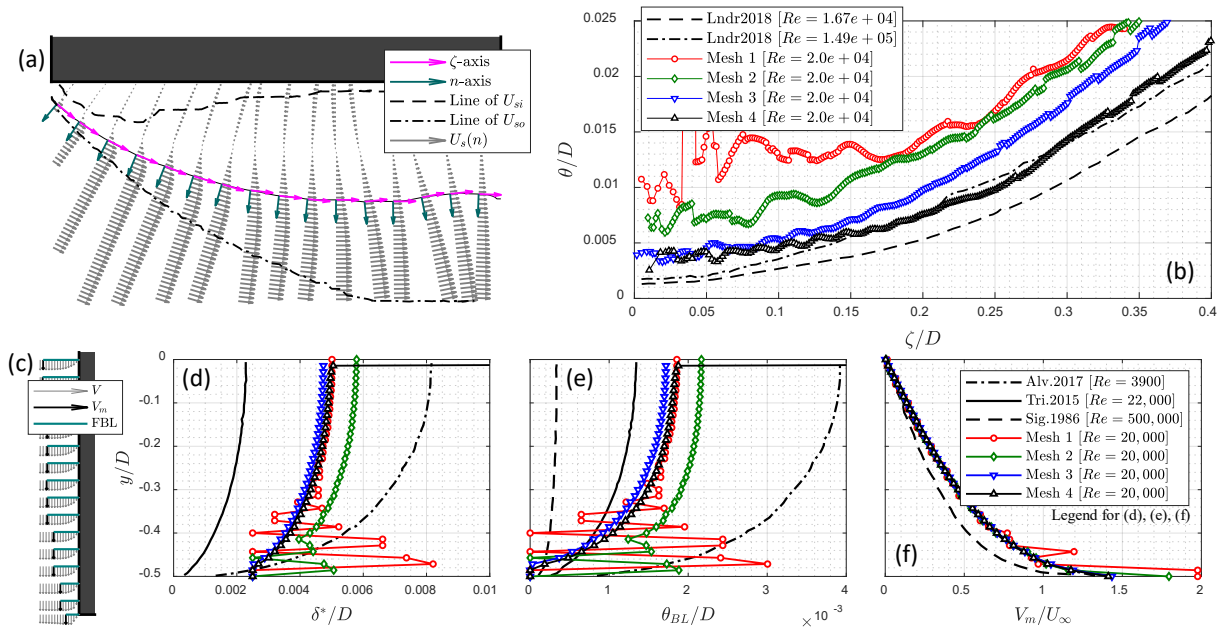 (a)
ζ-axis
n-axis
Line of U_{si}
Line of U_{so}
U_s(n)
0.025
0.02
0.015
0.01
0.005
0
θ/D
Lndr2018 [Re = 1.67e + 04]
Lndr2018 [Re = 1.49e + 05]
Mesh 1 [Re = 2.0e + 04]
Mesh 2 [Re = 2.0e + 04]
Mesh 3 [Re = 2.0e + 04]
Mesh 4 [Re = 2.0e + 04]
(b)
0 0.05 0.1 0.15 0.2 0.25 0.3 0.35 0.4
ζ/D
(c)
V
V_m
FBL
(d)
0
-0.1
-0.2
-0.3
-0.4
-0.5
y/D
0.002 0.004 0.006 0.008 0.01
δ*/D
(e)
0 1 2 3 4
θ_{BL}/D
× 10^{-3}
Alv.2017 [Re = 3900]
Tri.2015 [Re = 22,000]
Sig.1986 [Re = 500,000]
Mesh 1 [Re = 20,000]
Mesh 2 [Re = 20,000]
Mesh 3 [Re = 20,000]
Mesh 4 [Re = 20,000]
Legend for (d), (e), (f)
(f)
0 0.5 1 1.5 2
V_m/U_∞